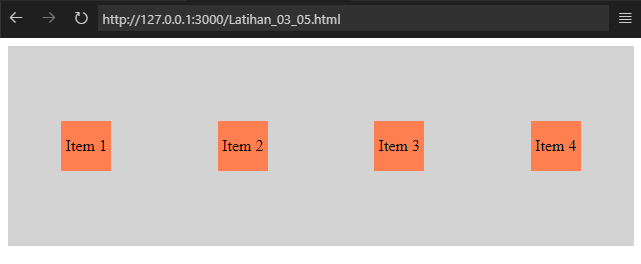 http://127.0.0.1:3000/Latihan_03_05.html
Item 1 Item 2 Item 3 Item 4